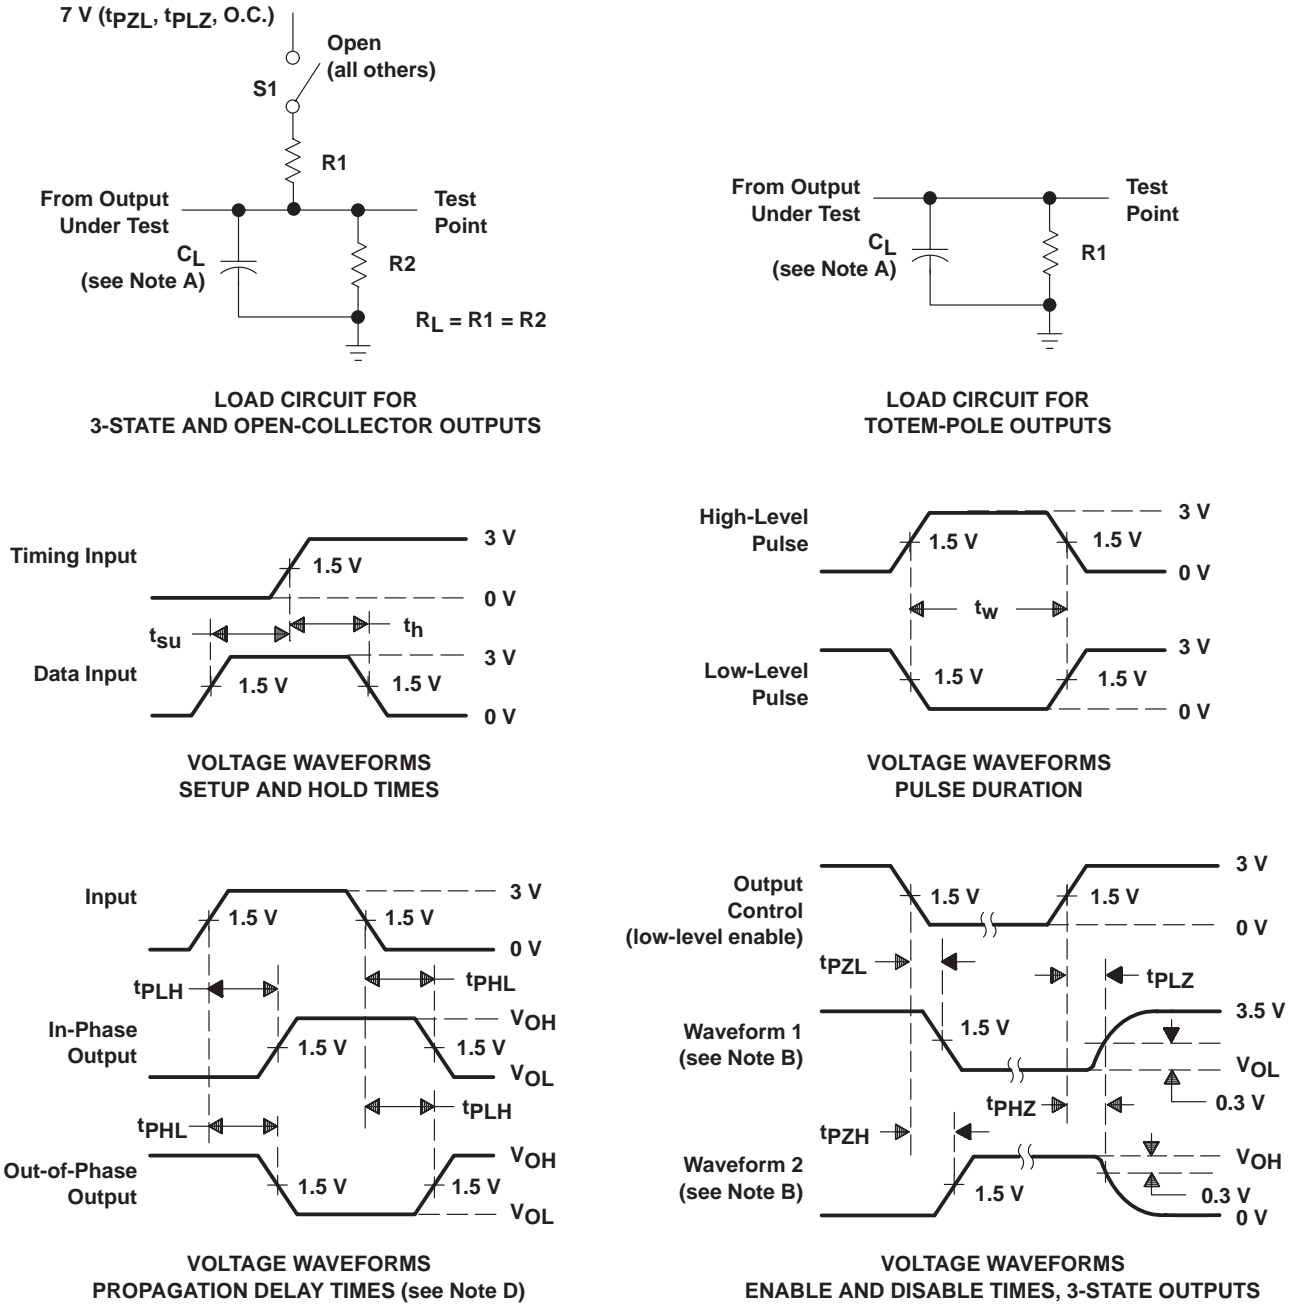 7 V (tPZL, tPLZ, O.C.)
Open
(all others)
S1
R1
From Output
Under Test
Test
Point
CL
(see Note A)
R2
RL = R1 = R2
LOAD CIRCUIT FOR
3-STATE AND OPEN-COLLECTOR OUTPUTS
From Output
Under Test
Test
Point
CL
(see Note A)
R1
LOAD CIRCUIT FOR
TOTEM-POLE OUTPUTS
Timing Input
1.5 V
3 V
0 V
tsu
th
Data Input
1.5 V
1.5 V
3 V
0 V
VOLTAGE WAVEFORMS
SETUP AND HOLD TIMES
High-Level
Pulse
1.5 V
1.5 V
3 V
0 V
tw
Low-Level
Pulse
1.5 V
1.5 V
3 V
0 V
VOLTAGE WAVEFORMS
PULSE DURATION
Input
1.5 V
1.5 V
3 V
0 V
tPLH
tPHL
In-Phase
Output
1.5 V
1.5 V
VOH
VOL
tPHL
tPLH
Out-of-Phase
Output
1.5 V
1.5 V
VOH
VOL
VOLTAGE WAVEFORMS
PROPAGATION DELAY TIMES (see Note D)
Output
Control
(low-level enable)
1.5 V
1.5 V
3 V
0 V
tPZL
tPLZ
Waveform 1
(see Note B)
1.5 V
3.5 V
VOL
0.3 V
tPHZ
tPZH
Waveform 2
(see Note B)
1.5 V
VOH
0.3 V
0 V
VOLTAGE WAVEFORMS
ENABLE AND DISABLE TIMES, 3-STATE OUTPUTS